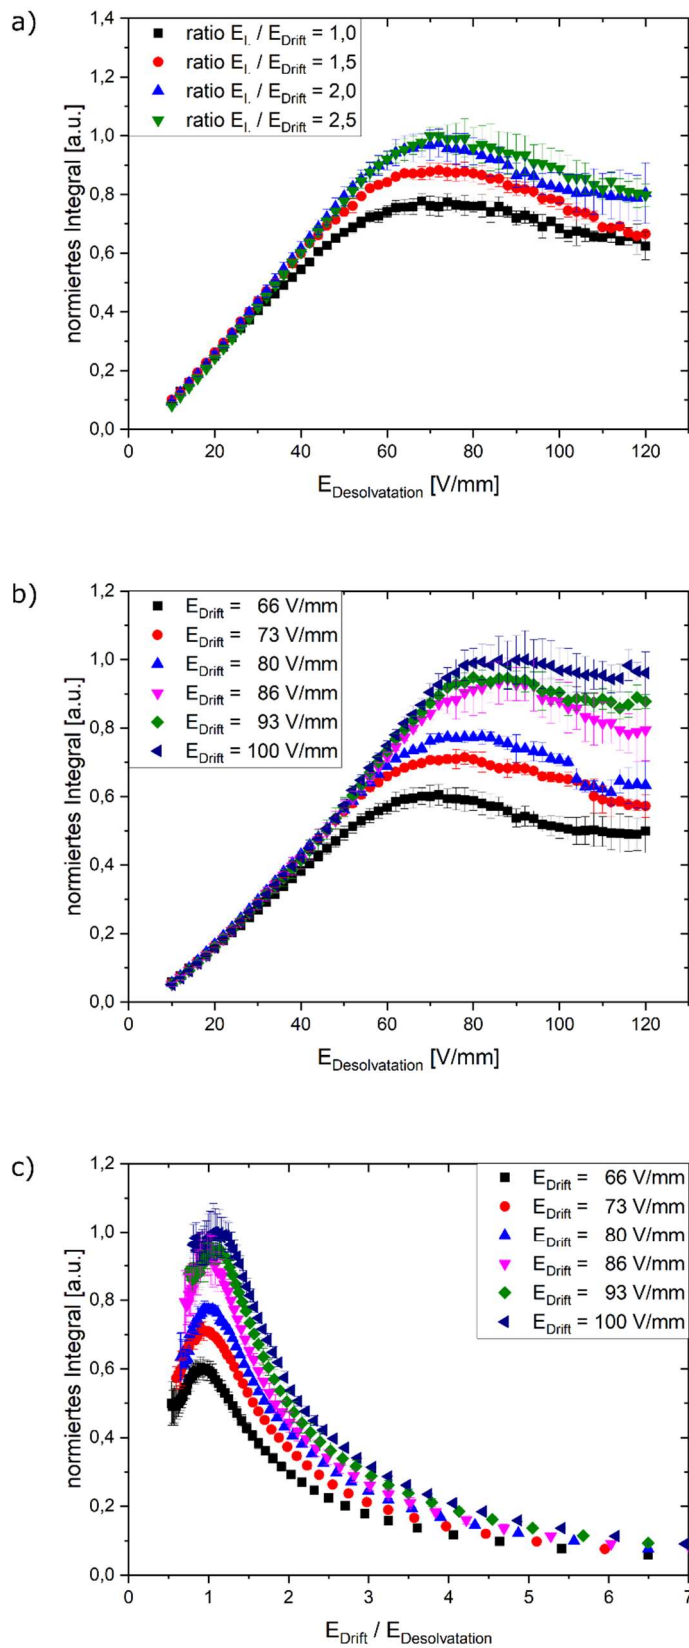 a)
1,4
1,2
1,0
0,8
0,6
0,4
0,2
0,0
normiertes Integral [a.u.]
ratio E_I. / E_Drift = 1,0
ratio E_I. / E_Drift = 1,5
ratio E_I. / E_Drift = 2,0
ratio E_I. / E_Drift = 2,5
0 20 40 60 80 100 120
E_Desolvatation [V/mm]
b)
1,2
1,0
0,8
0,6
0,4
0,2
0,0
normiertes Integral [a.u.]
E_Drift = 66 V/mm
E_Drift = 73 V/mm
E_Drift = 80 V/mm
E_Drift = 86 V/mm
E_Drift = 93 V/mm
E_Drift = 100 V/mm
0 20 40 60 80 100 120
E_Desolvatation [V/mm]
c)
1,2
1,0
0,8
0,6
0,4
0,2
0,0
normiertes Integral [a.u.]
E_Drift = 66 V/mm
E_Drift = 73 V/mm
E_Drift = 80 V/mm
E_Drift = 86 V/mm
E_Drift = 93 V/mm
E_Drift = 100 V/mm
0 1 2 3 4 5 6 7
E_Drift / E_Desolvatation